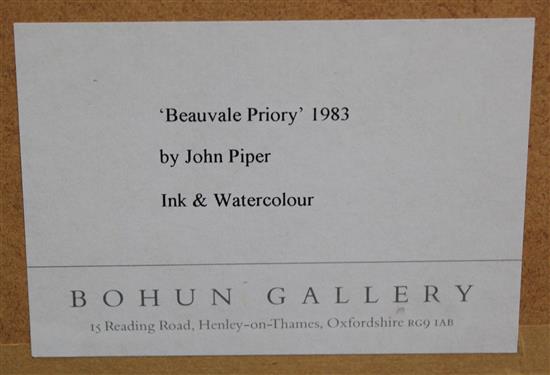 ‘Beauvale Priory’ 1983
by John Piper
Ink & Watercolour
BOHUN GALLERY
15 Reading Road, Henley-on-Thames, Oxfordshire RG9 1AB